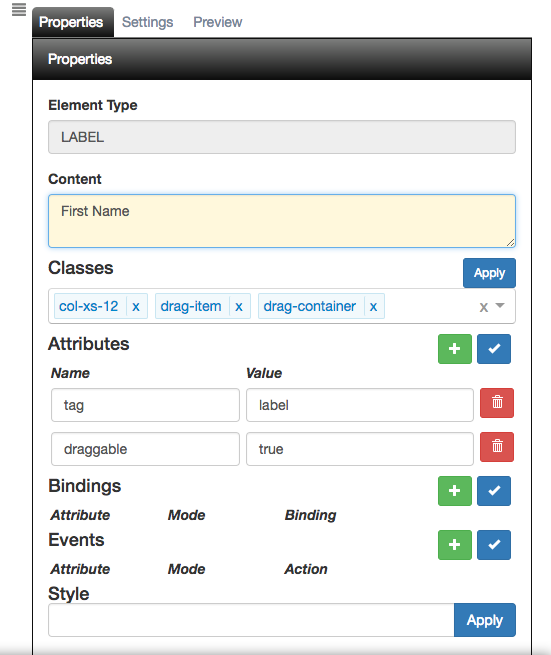 Properties Settings Preview
Properties
Element Type
LABEL
Content
First Name
Classes Apply
col-xs-12 x drag-item x drag-container x x
Attributes
Name Value
tag label
draggable true
Bindings
Attribute Mode Binding
Events
Attribute Mode Action
Style
Apply